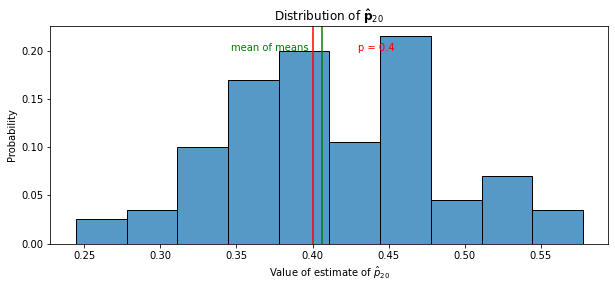 Distribution of p̂₂₀
mean of means
p = 0.4
Probability
0.20
0.15
0.10
0.05
0.00
0.25 0.30 0.35 0.40 0.45 0.50 0.55
Value of estimate of p̂₂₀